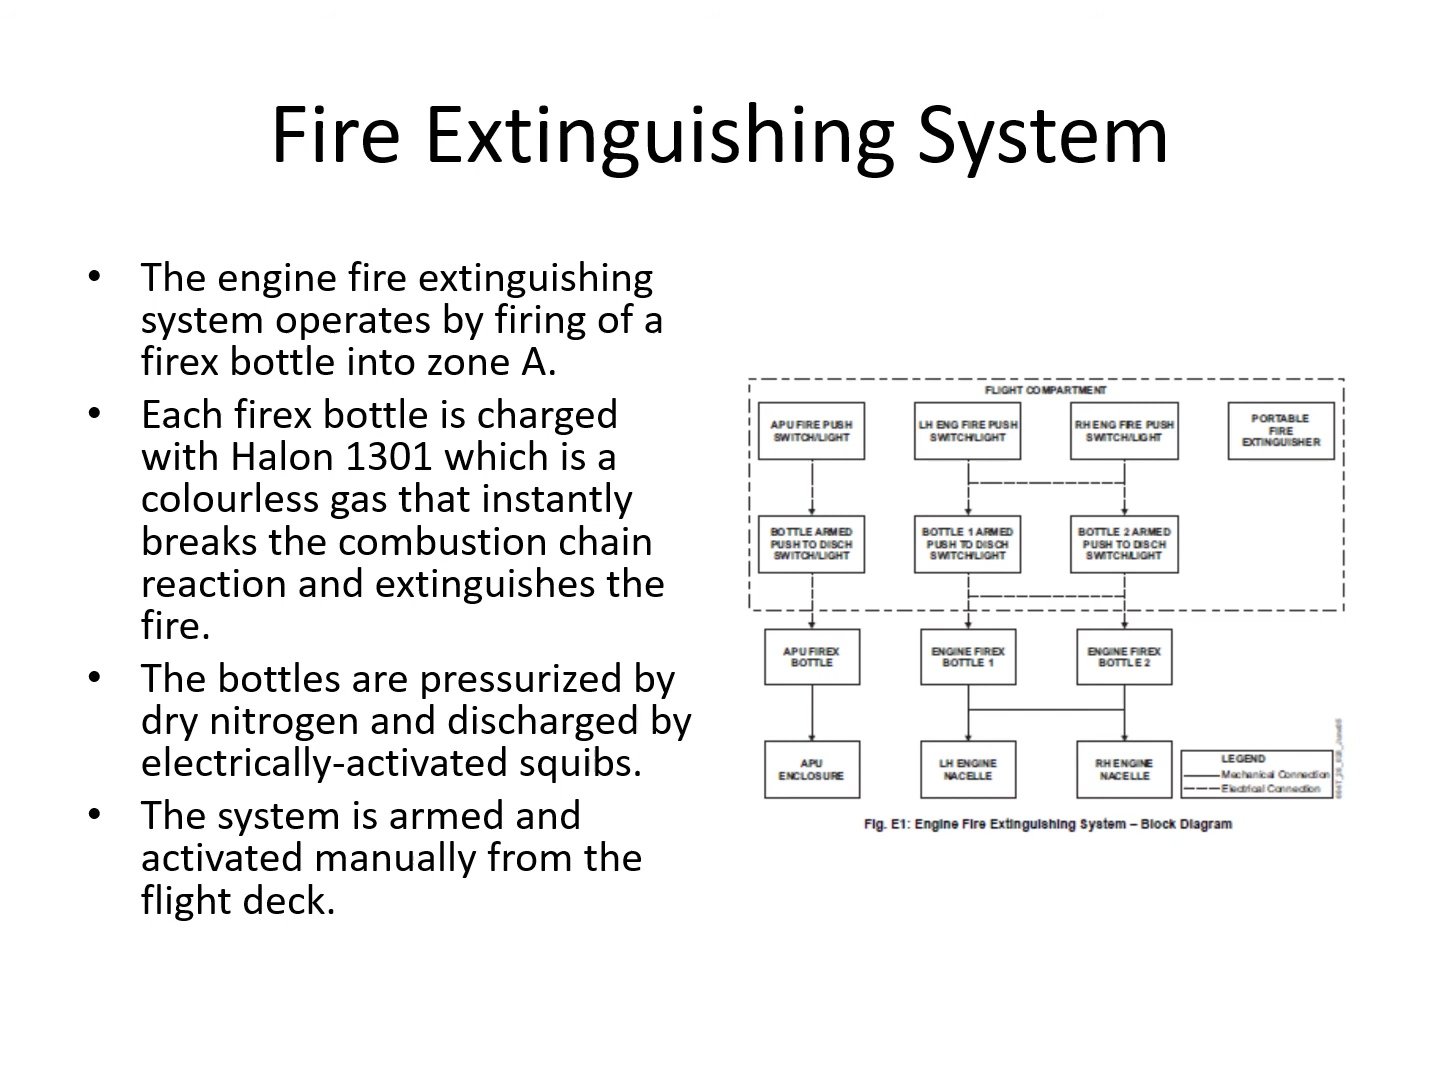 Fire Extinguishing System
• The engine fire extinguishing
system operates by firing of a
firex bottle into zone A.
• Each firex bottle is charged
with Halon 1301 which is a
colourless gas that instantly
breaks the combustion chain
reaction and extinguishes the
fire.
• The bottles are pressurized by
dry nitrogen and discharged by
electrically-activated squibs.
• The system is armed and
activated manually from the
flight deck.
FLIGHT COMPARTMENT
APU FIRE PUSH
SWITCH/LIGHT
LH ENG FIRE PUSH
SWITCH/LIGHT
RH ENG FIRE PUSH
SWITCH/LIGHT
PORTABLE
FIRE
EXTINGUISHER
BOTTLE ARMED
PUSH TO DISCH
SWITCH/LIGHT
BOTTLE 1 ARMED
PUSH TO DISCH
SWITCH/LIGHT
BOTTLE 2 ARMED
PUSH TO DISCH
SWITCH/LIGHT
APU FIREX
BOTTLE
ENGINE FIREX
BOTTLE 1
ENGINE FIREX
BOTTLE 2
APU
ENCLOSURE
LH ENGINE
NACELLE
RH ENGINE
NACELLE
LEGEND
Mechanical Connection
Electrical Connection
Fig. E1: Engine Fire Extinguishing System – Block Diagram